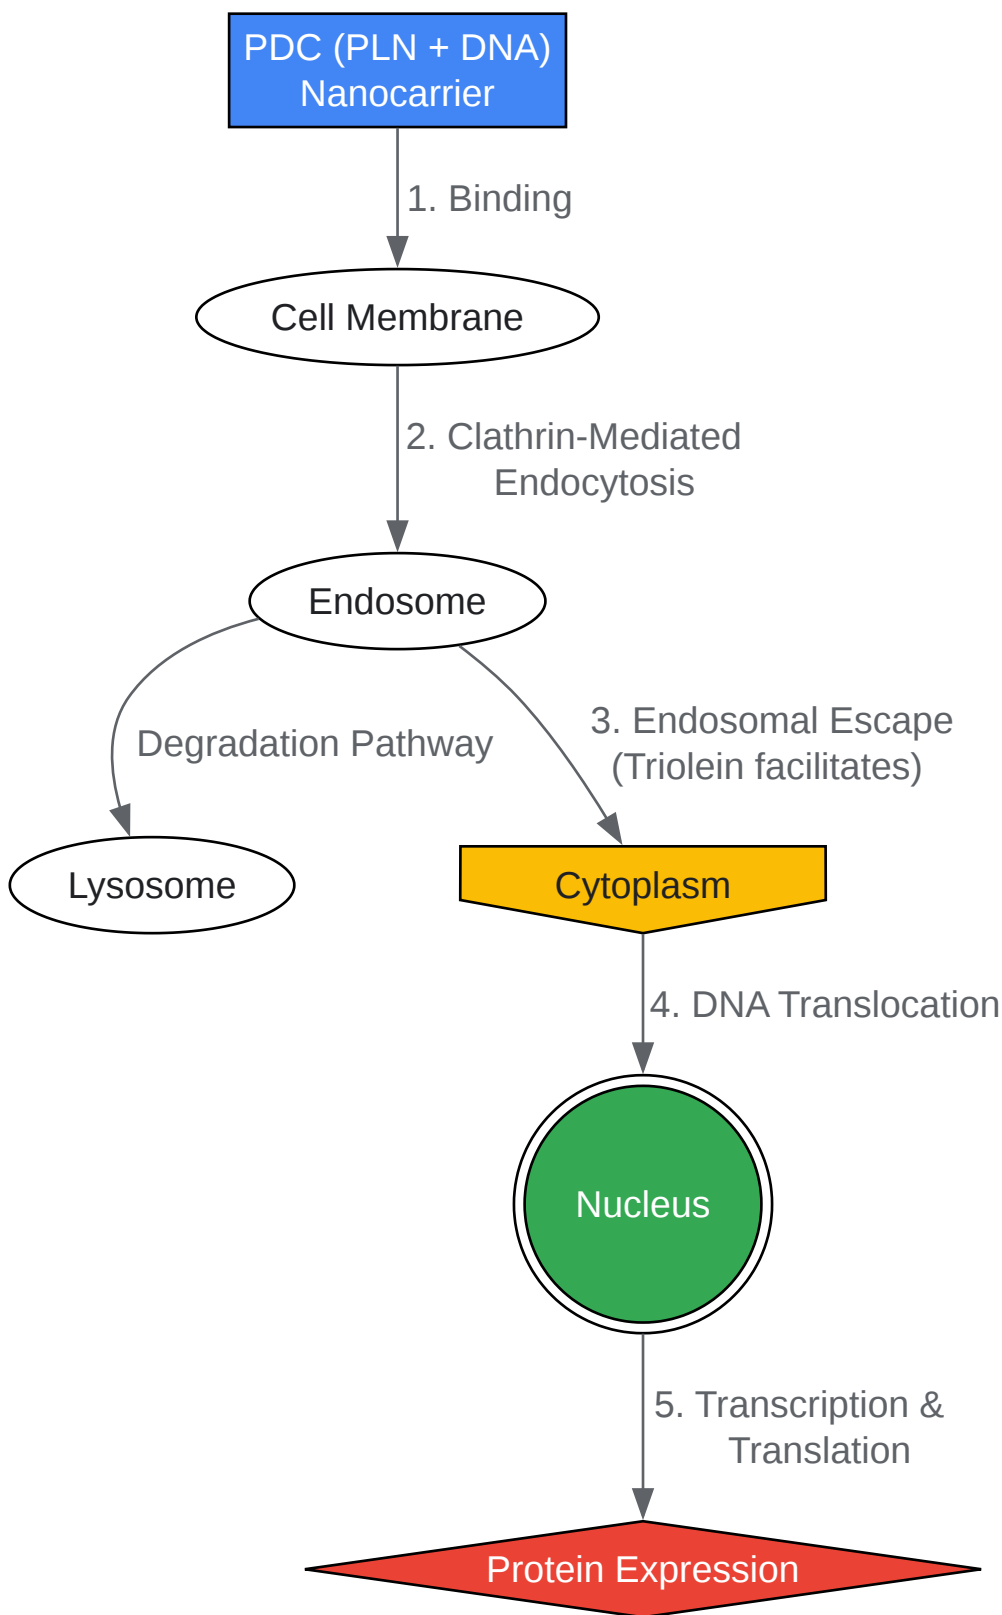 PDC (PLN + DNA)
Nanocarrier
1. Binding
Cell Membrane
2. Clathrin-Mediated
Endocytosis
Endosome
Degradation Pathway
3. Endosomal Escape
(Triolein facilitates)
Lysosome
Cytoplasm
4. DNA Translocation
Nucleus
5. Transcription &
Translation
Protein Expression